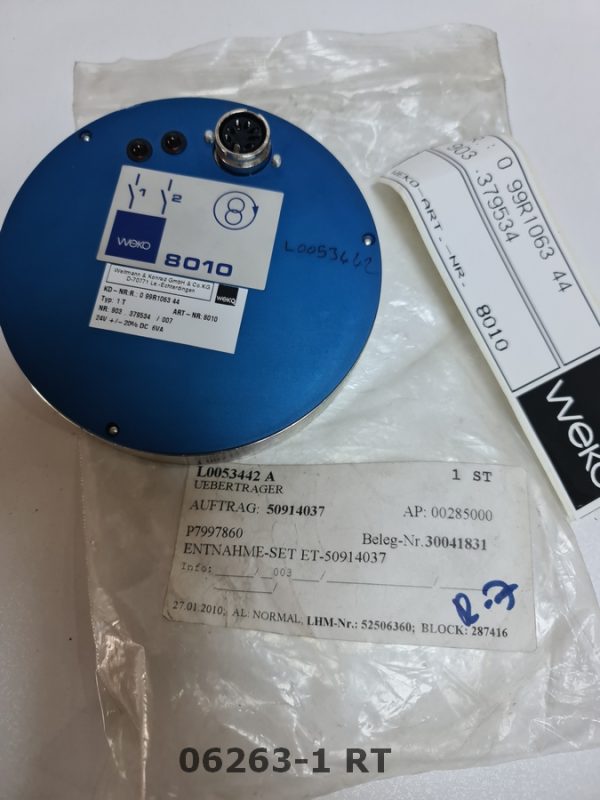 1 2
weko
8010
L0053442
Weitmann & Konrad GmbH & Co.KG
D-70771 Le.-Echterdingen
KD-NR:R.: 0 99R1063 44
weko
Typ: 1 T ART-NR: 8010
NR: 903 379534 / 007
24V +/- 20% DC 6VA
: 0 99R1063 44
903 .379534
WEKO-ART.-NR. 8010
weko
L0053442 A 1 ST
UEBERTRAGER
AUFTRAG: 50914037 AP: 00285000
P7997860 Beleg-Nr.30041831
ENTNAHME-SET ET-50914037
Info: / 003 / / /
R-7
27.01.2010; AL: NORMAL, LHM-Nr.: 52506360; BLOCK: 287416
06263-1 RT